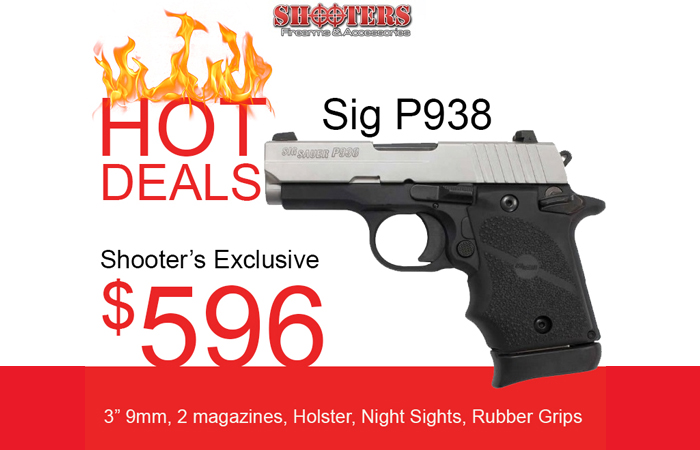 SHOOTERS
Firearms & Accessories
HOT
DEALS
Sig P938
SIG SAUER P938
Shooter’s Exclusive
$596
3” 9mm, 2 magazines, Holster, Night Sights, Rubber Grips